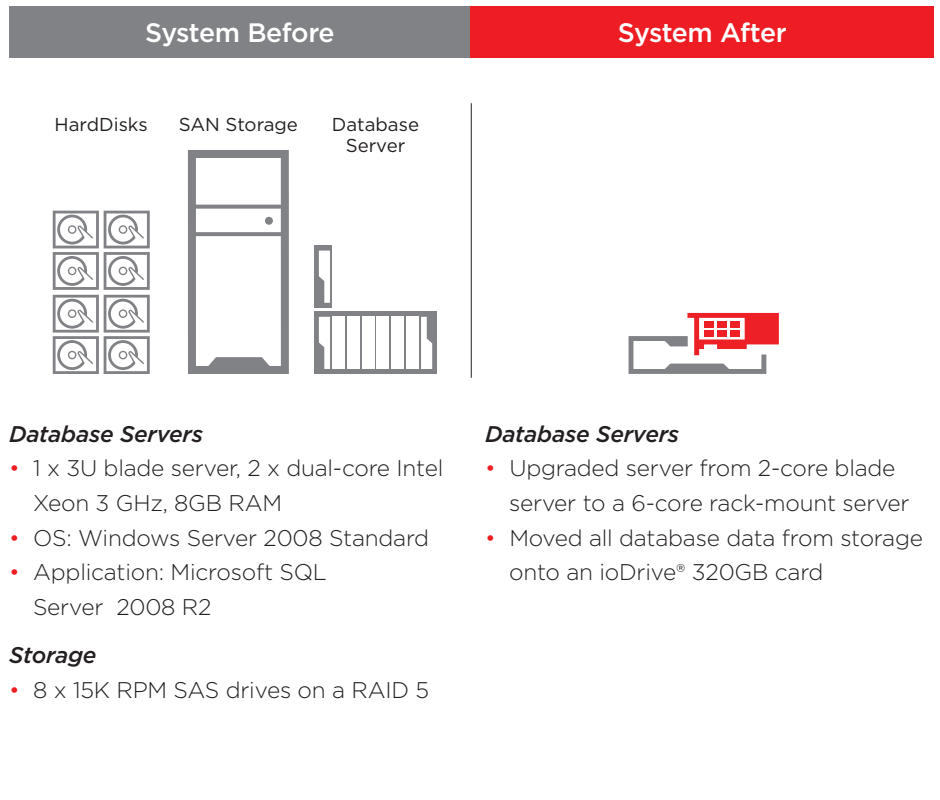 System Before
System After
HardDisks
SAN Storage
Database
Server
Database Servers
• 1 x 3U blade server, 2 x dual-core Intel
Xeon 3 GHz, 8GB RAM
• OS: Windows Server 2008 Standard
• Application: Microsoft SQL
Server 2008 R2
Storage
• 8 x 15K RPM SAS drives on a RAID 5
Database Servers
• Upgraded server from 2-core blade
server to a 6-core rack-mount server
• Moved all database data from storage
onto an ioDrive® 320GB card